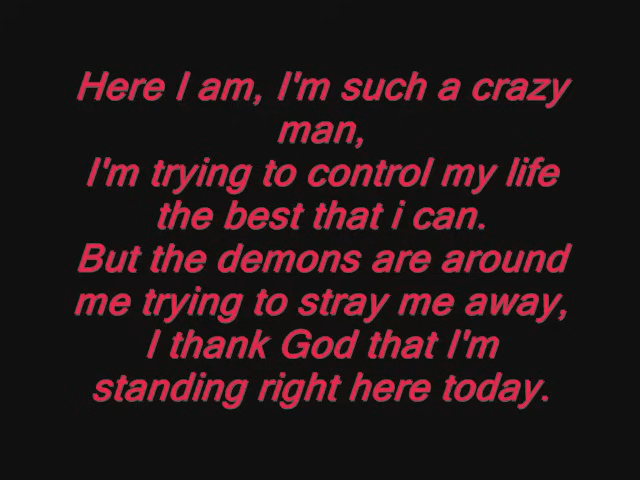 Here I am, I'm such a crazy
man,
I'm trying to control my life
the best that i can.
But the demons are around
me trying to stray me away,
I thank God that I'm
standing right here today.